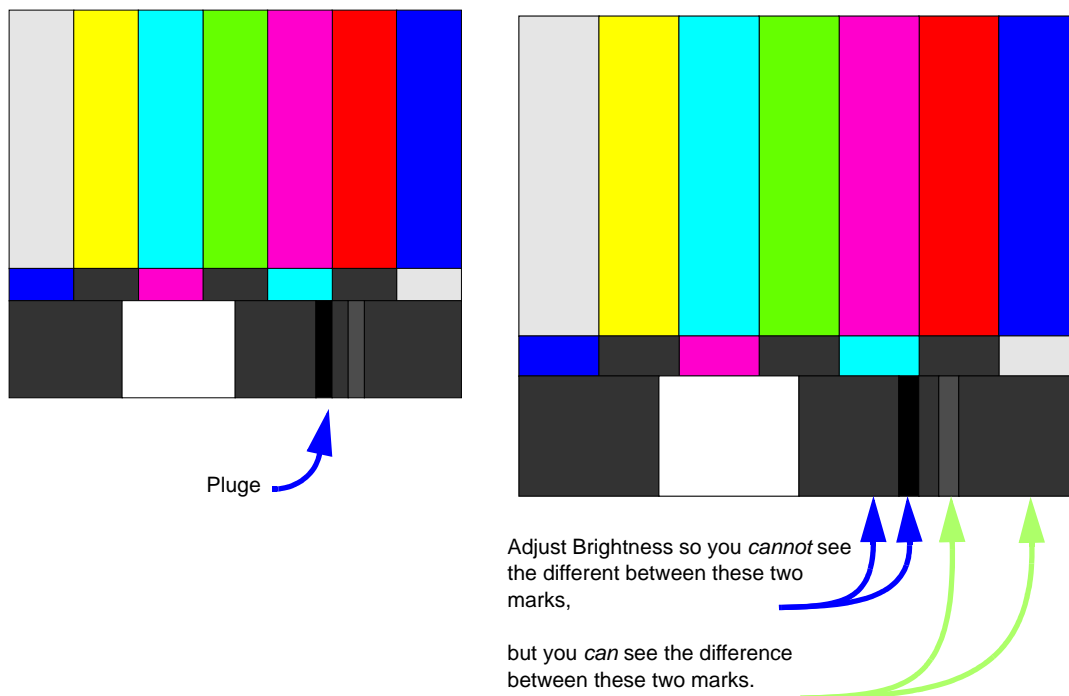 Pluge
Adjust Brightness so you cannot see
the different between these two
marks,
but you can see the difference
between these two marks.